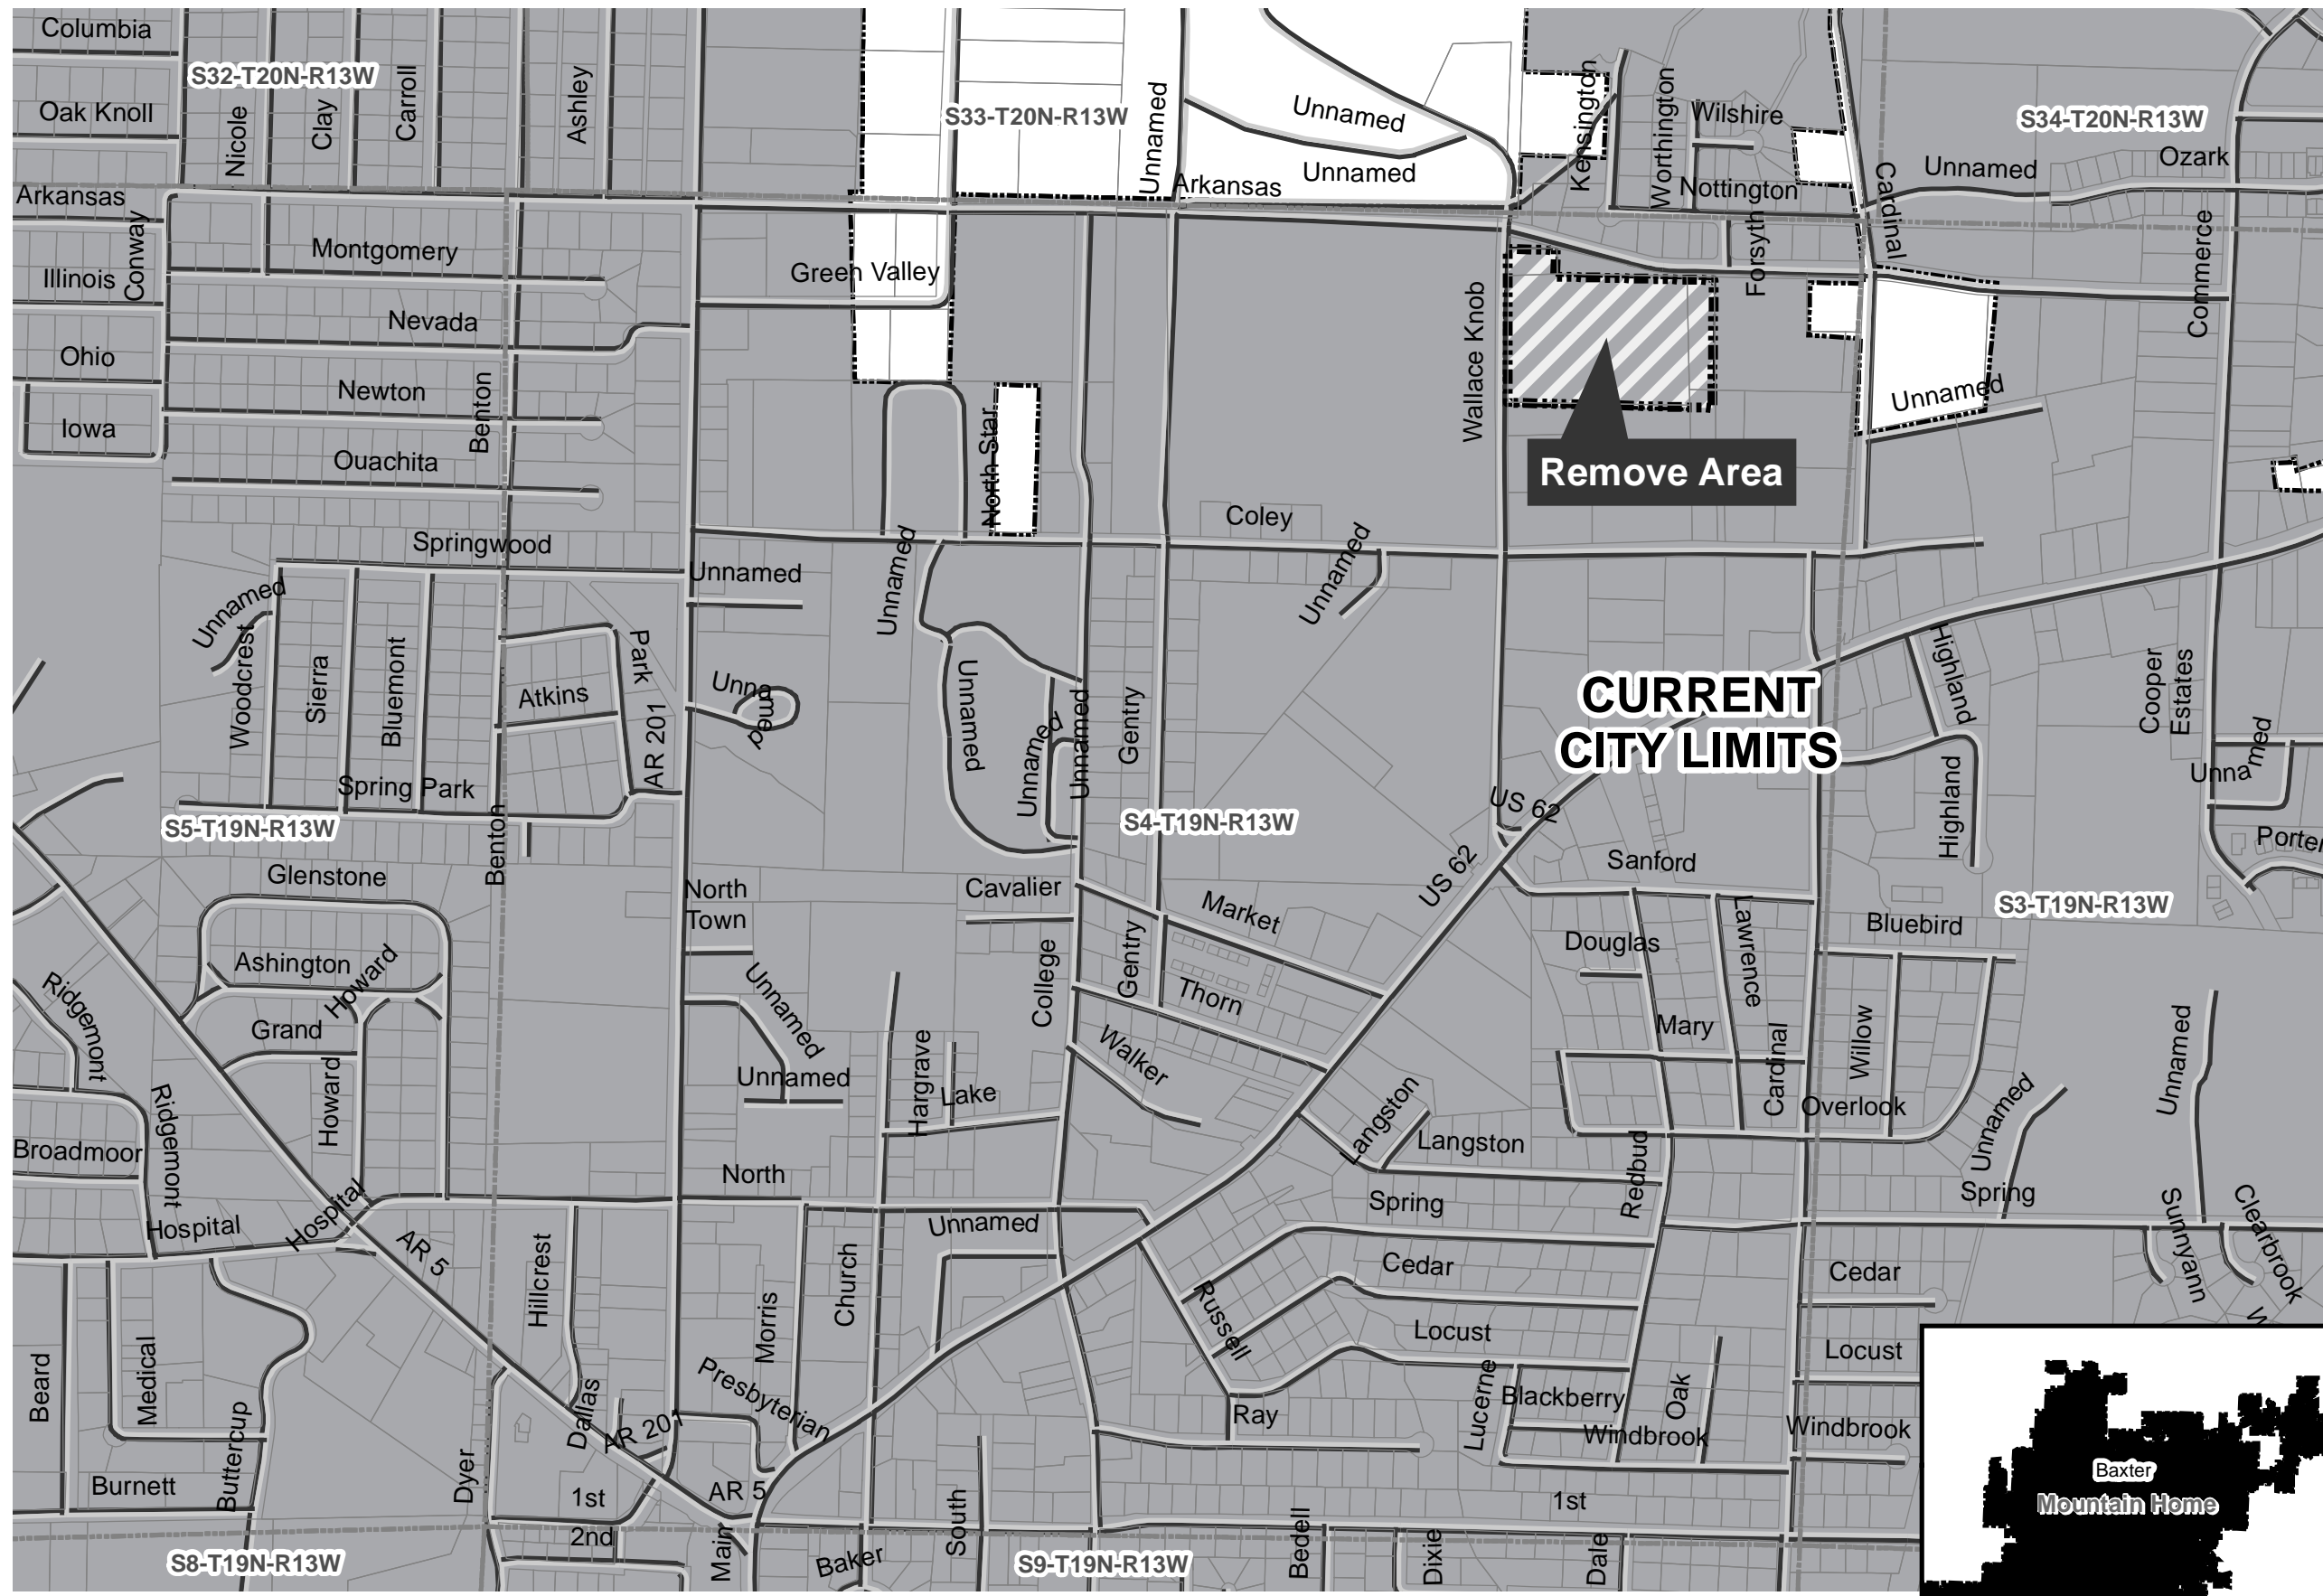 Columbia
S32-T20N-R13W
Oak Knoll
Nicole
Clay
Carroll
Ashley
S33-T20N-R13W
Unnamed
Unnamed
Unnamed
Kensington
Worthington
Wilshire
Nottington
S34-T20N-R13W
Unnamed
Ozark
Arkansas
Arkansas
Conway
Montgomery
Illinois
Green Valley
Forsyth
Cardinal
Commerce
Nevada
Ohio
Wallace Knob
Newton
Benton
Iowa
North Star
Unnamed
Ouachita
Remove Area
Coley
Springwood
Unnamed
Unnamed
Unnamed
Unnamed
Woodcrest
Sierra
Bluemont
Park
Atkins
AR 201
Unnamed
Unnamed
Unnamed
Unnamed
Gentry
CURRENT
CITY LIMITS
Highland
Cooper
Estates
Unnamed
Spring Park
Benton
US 62
Highland
S5-T19N-R13W
S4-T19N-R13W
Porter
Glenstone
North
Town
Cavalier
Market
US 62
Sanford
S3-T19N-R13W
Lawrence
Bluebird
Douglas
Ashington
Howard
Ridgemont
Unnamed
College
Gentry
Thorn
Grand
Mary
Walker
Willow
Cardinal
Unnamed
Unnamed
Howard
Unnamed
Hargrave
Lake
Langston
Overlook
Ridgemont
Broadmoor
Langston
Redbud
Unnamed
North
Spring
Spring
Hospital
Hospital
AR 5
Unnamed
Sunnyann
Clearbrook
W
Hillcrest
Church
Cedar
Cedar
Russell
Morris
Locust
Locust
Beard
Medical
Presbyterian
Lucerne
Blackberry
Oak
Dallas
AR 201
Ray
Windbrook
Windbrook
Buttercup
Dyer
Burnett
1st
AR 5
1st
Baxter
Mountain Home
2nd
Main
South
Bedell
Dixie
Dale
Baker
S8-T19N-R13W
S9-T19N-R13W